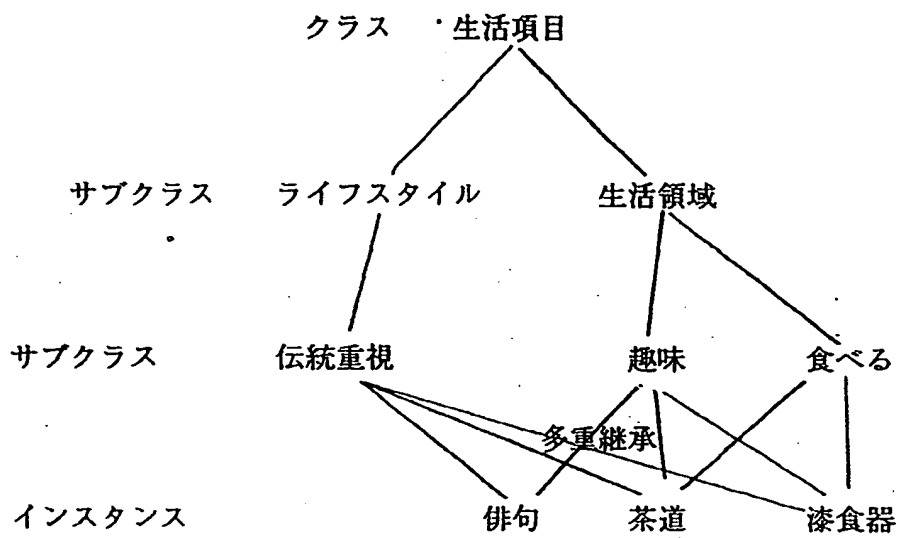 クラス ・生活項目
サブクラス ライフスタイル 生活領域
サブクラス 伝統重視 趣味 食べる
多重継承
インスタンス 俳句 茶道 漆食器